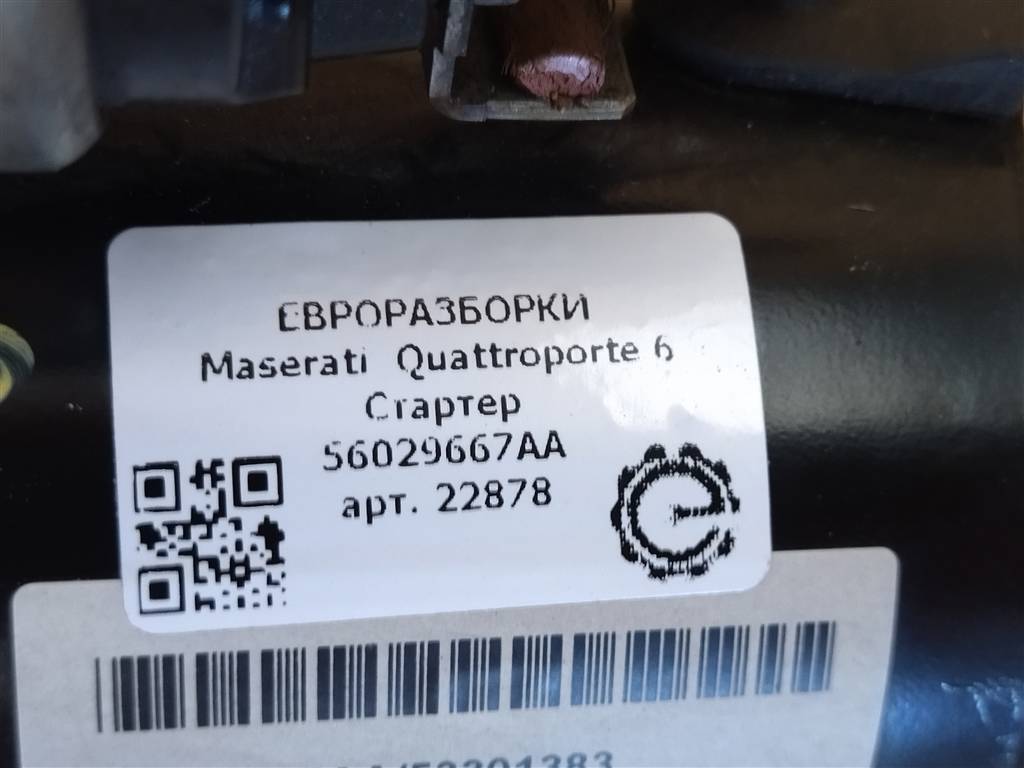 ЕВРОРАЗБОРКИ
Maserati Quattroporte 6
Стартер
56029667AA
арт. 22878